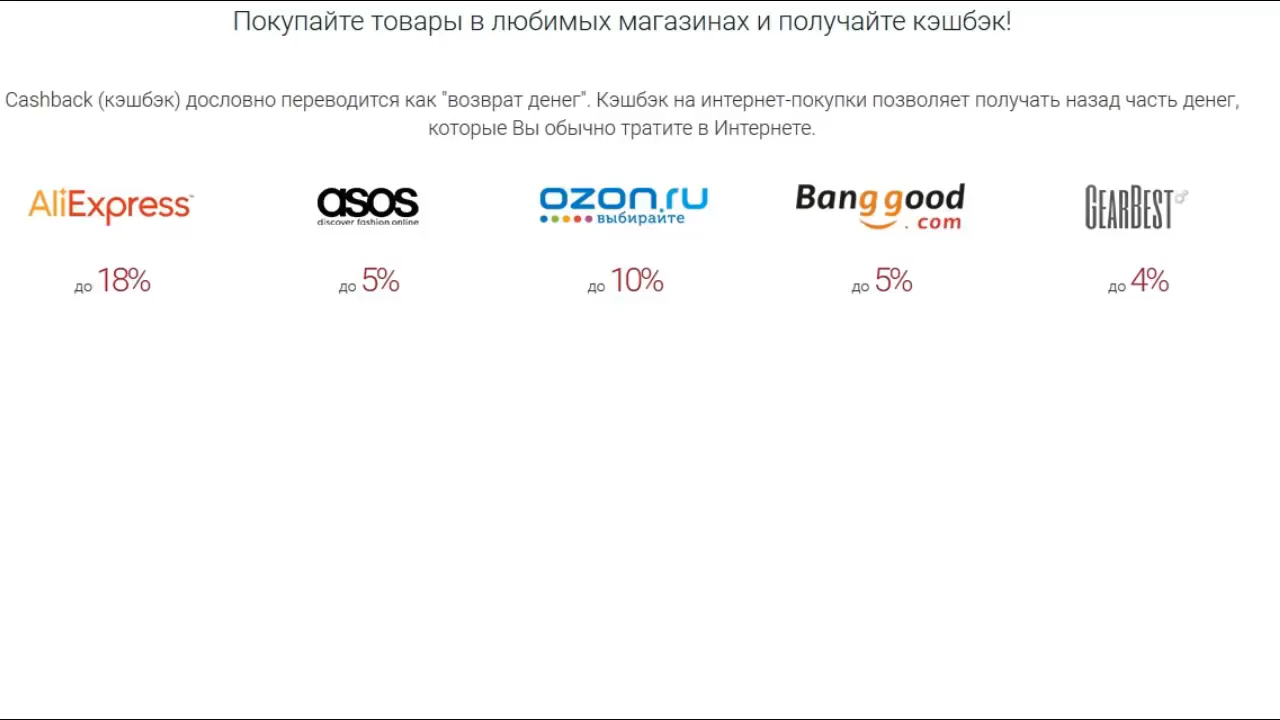 Покупайте товары в любимых магазинах и получайте кэшбэк!
Cashback (кэшбэк) дословно переводится как "возврат денег". Кэшбэк на интернет-покупки позволяет получать назад часть денег,
которые Вы обычно тратите в Интернете.
AliExpress™
asos
discover fashion online
ozon.ru
выбирайте
Banggood
.com
GEARBEST
до 18%
до 5%
до 10%
до 5%
до 4%